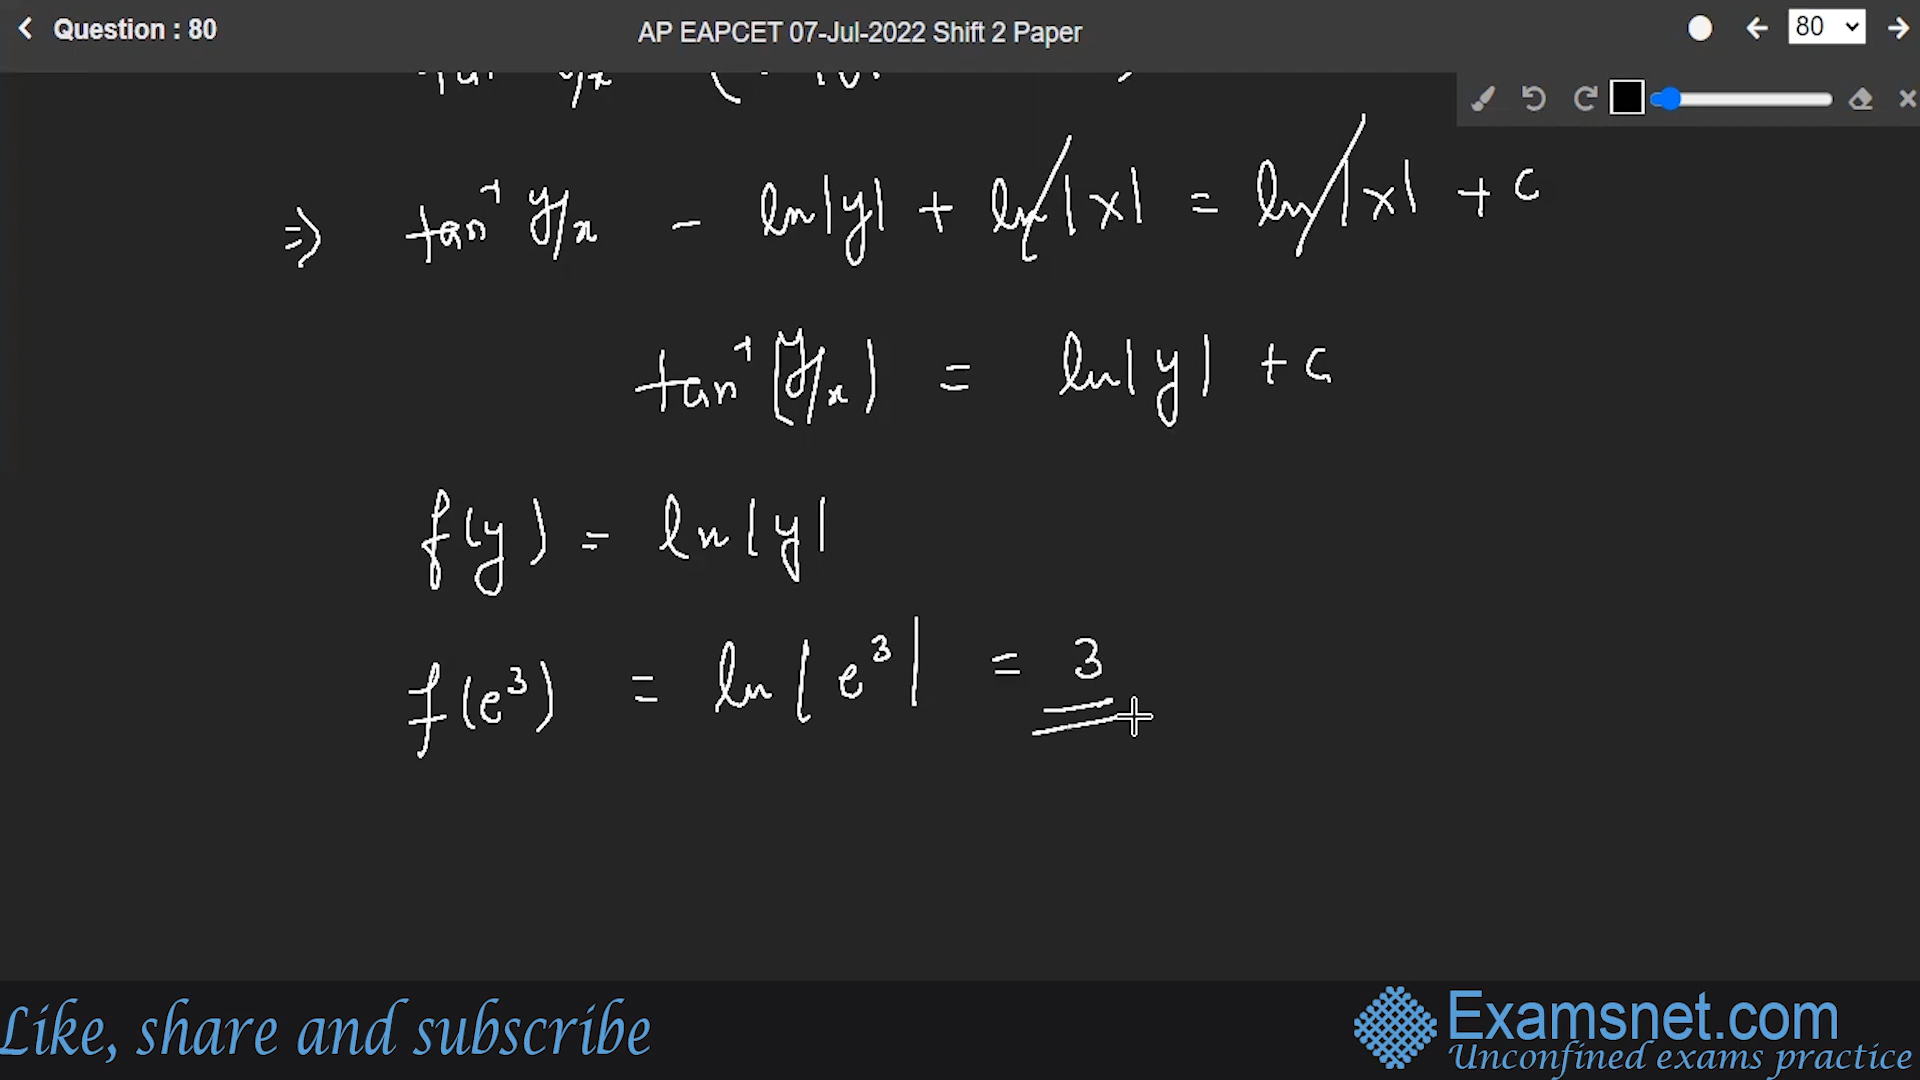 Question : 80
AP EAPCET 07-Jul-2022 Shift 2 Paper
80
⇒ tan⁻¹ y/x - ln|y| + ln|x| = ln|x| + c
tan⁻¹(y/x) = ln|y| + c
f(y) = ln|y|
f(e³) = ln|e³| = 3
Like, share and subscribe
Examsnet.com
Unconfined exams practice